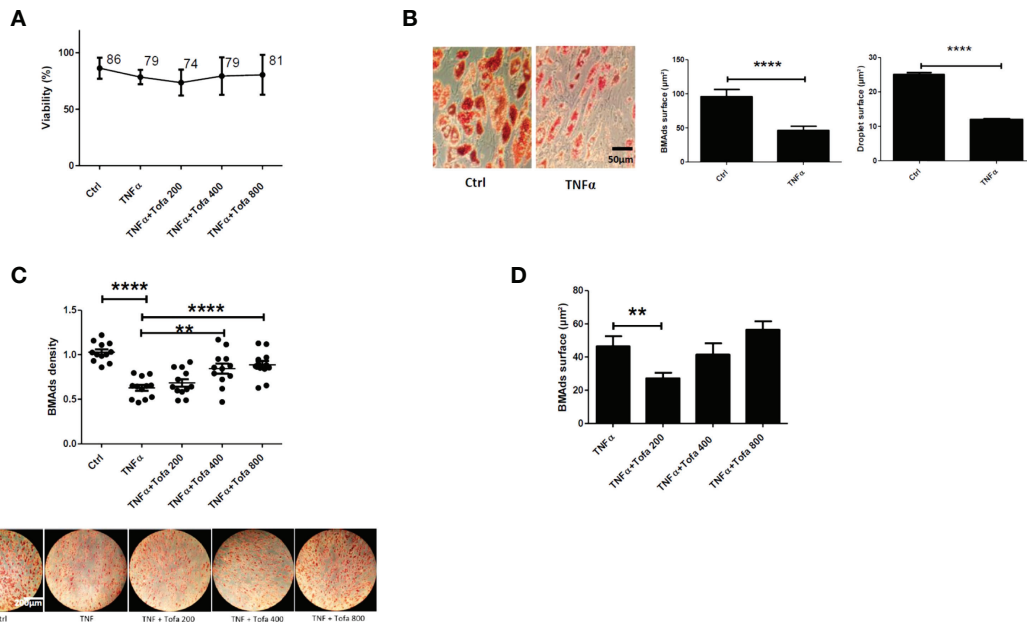 A
Viability (%)
100
50
0
86
79
74
79
81
Ctrl
TNFα
TNFα+Tofa 200
TNFα+Tofa 400
TNFα+Tofa 800
B
50µm
Ctrl
TNFα
BMAds surface (µm²)
150
100
50
0
****
Ctrl
TNFα
Droplet surface (µm²)
30
20
10
0
****
Ctrl
TNFα
C
BMAds density
1.5
1.0
0.5
0.0
****
****
**
Ctrl
TNFα
TNFα+Tofa 200
TNFα+Tofa 400
TNFα+Tofa 800
200µm
trl
TNF
TNF + Tofa 200
TNF + Tofa 400
TNF + Tofa 800
D
BMAds surface (µm²)
80
60
40
20
0
**
TNFα
TNFα+Tofa 200
TNFα+Tofa 400
TNFα+Tofa 800